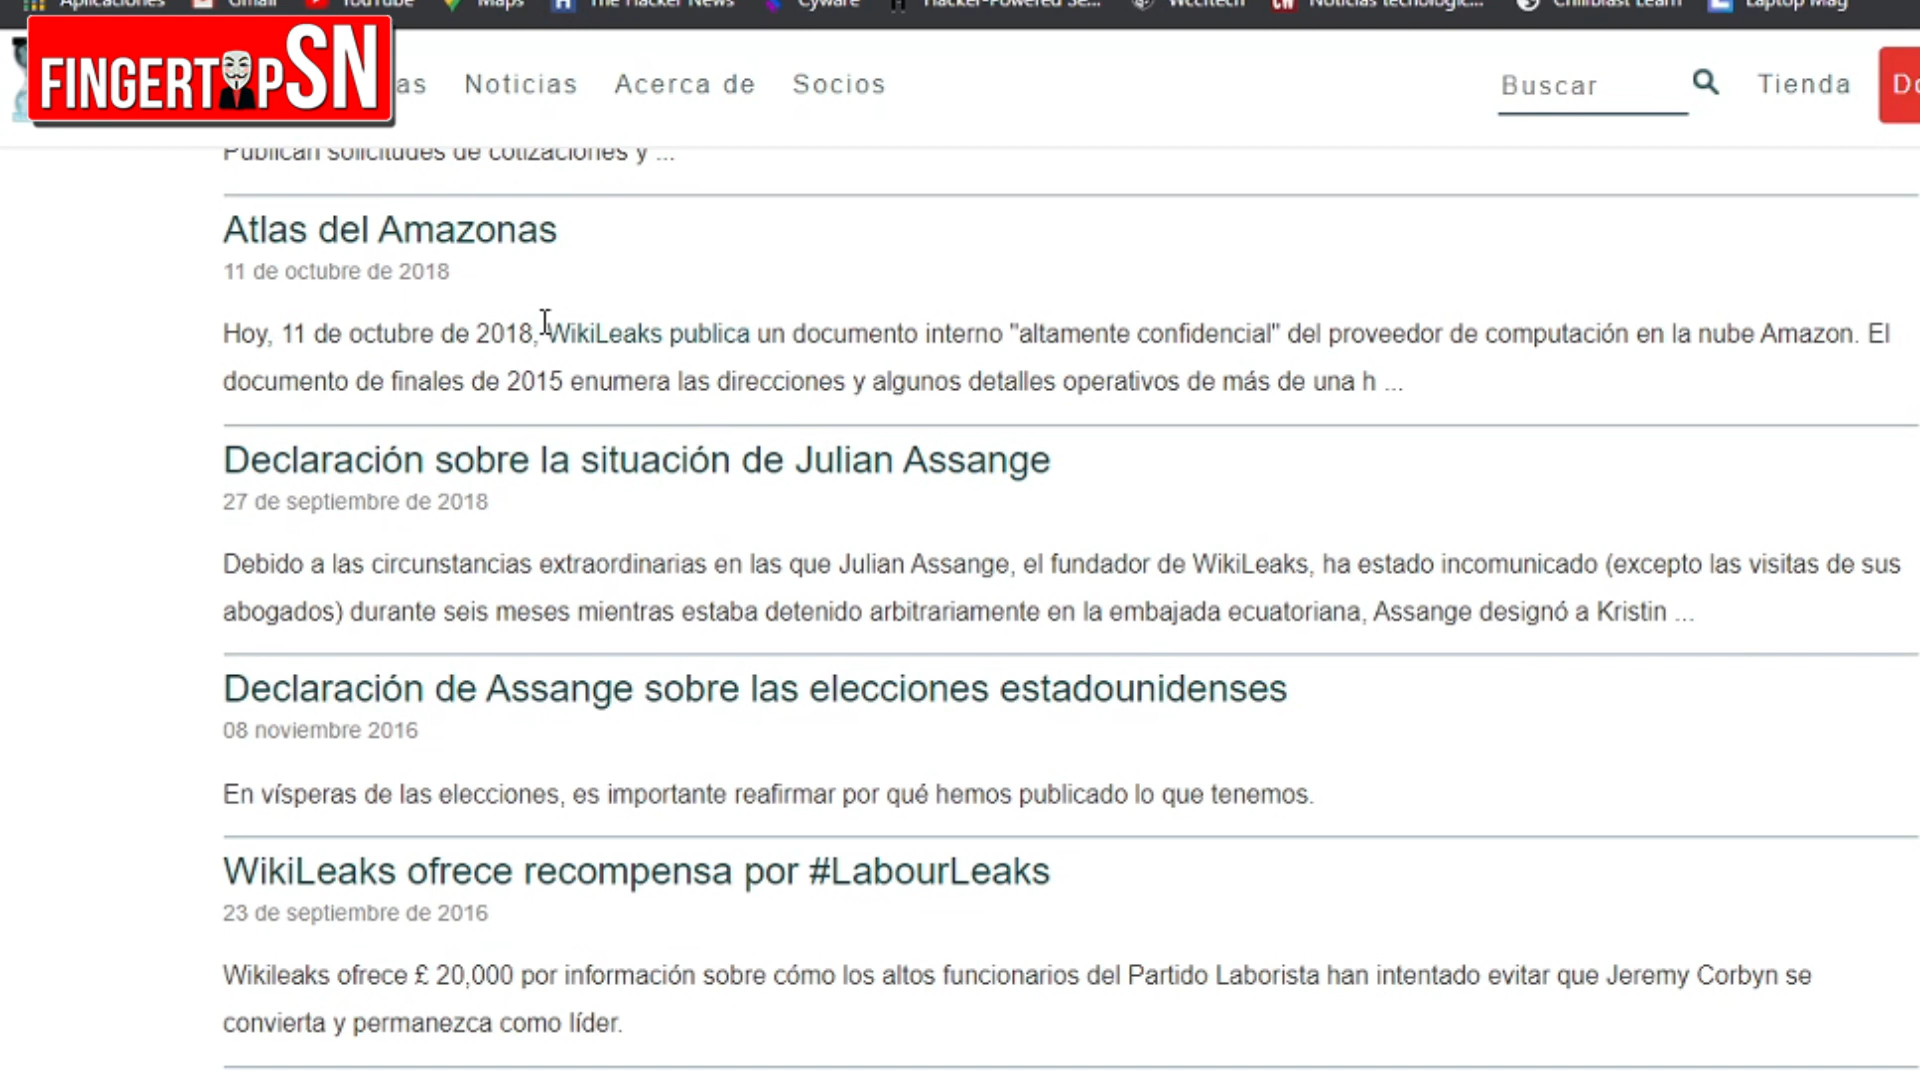 Aplicaciones Gmail YouTube Maps The Hacker News Cyware Hacker-Powered Se... Wccftech Noticias tecnológic... Chillblast Learn Laptop Mag
FINGERT PSN
as Noticias Acerca de Socios Buscar Tienda Do
Publican solicitudes de cotizaciones y ...
Atlas del Amazonas
11 de octubre de 2018
Hoy, 11 de octubre de 2018, WikiLeaks publica un documento interno "altamente confidencial" del proveedor de computación en la nube Amazon. El
documento de finales de 2015 enumera las direcciones y algunos detalles operativos de más de una h ...
Declaración sobre la situación de Julian Assange
27 de septiembre de 2018
Debido a las circunstancias extraordinarias en las que Julian Assange, el fundador de WikiLeaks, ha estado incomunicado (excepto las visitas de sus
abogados) durante seis meses mientras estaba detenido arbitrariamente en la embajada ecuatoriana, Assange designó a Kristin ...
Declaración de Assange sobre las elecciones estadounidenses
08 noviembre 2016
En vísperas de las elecciones, es importante reafirmar por qué hemos publicado lo que tenemos.
WikiLeaks ofrece recompensa por #LabourLeaks
23 de septiembre de 2016
Wikileaks ofrece £ 20,000 por información sobre cómo los altos funcionarios del Partido Laborista han intentado evitar que Jeremy Corbyn se
convierta y permanezca como líder.